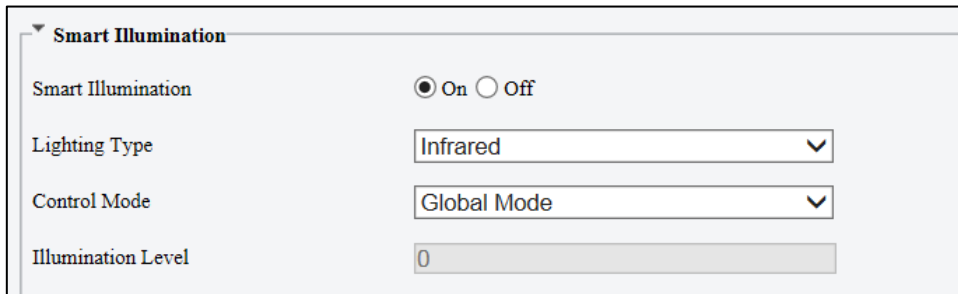 Smart Illumination
Smart Illumination On Off
Lighting Type Infrared
Control Mode Global Mode
Illumination Level 0